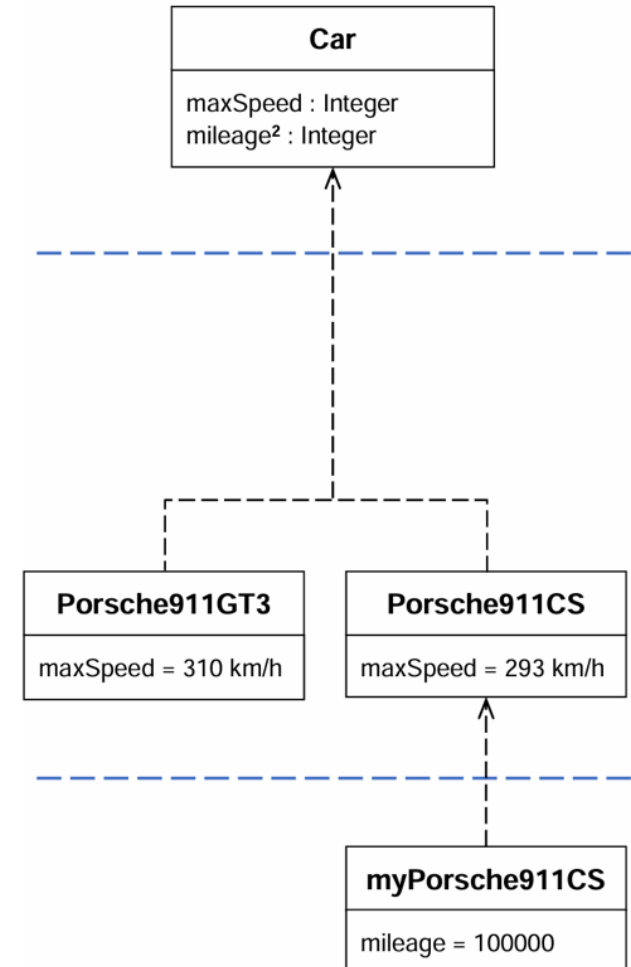 Car
maxSpeed : Integer
mileage² : Integer
Porsche911GT3
maxSpeed = 310 km/h
Porsche911CS
maxSpeed = 293 km/h
myPorsche911CS
mileage = 100000